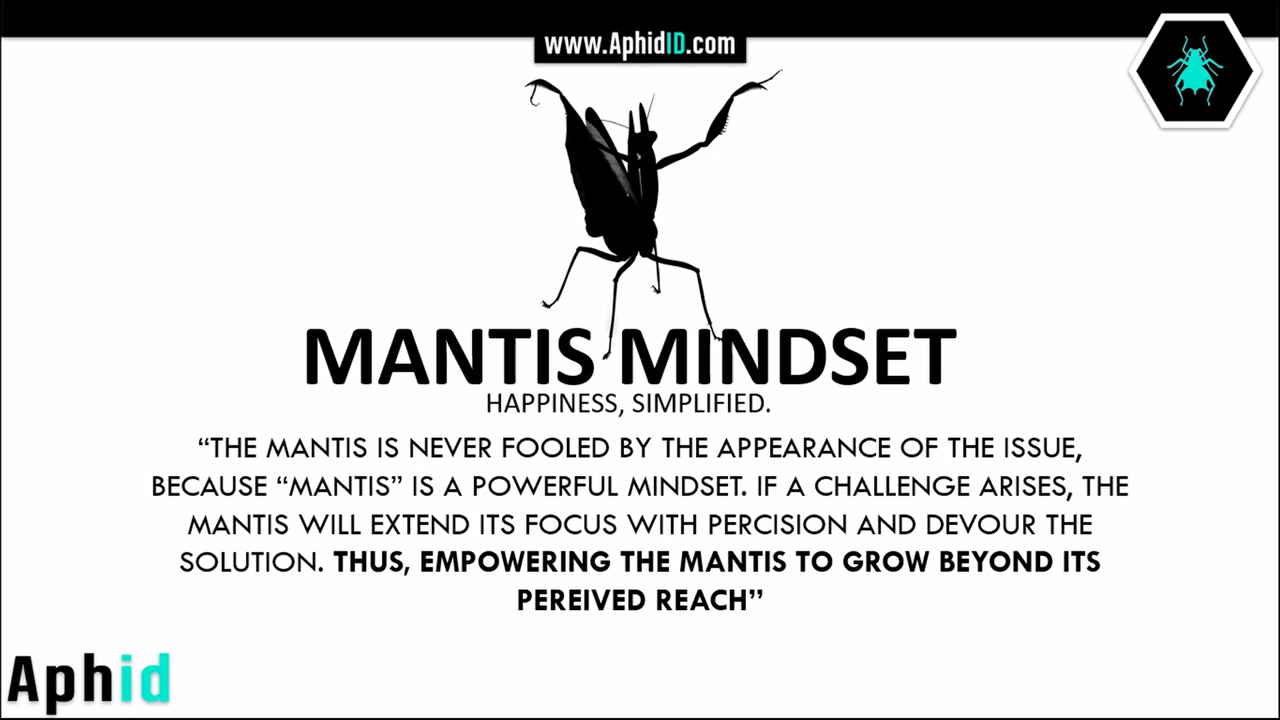 www.AphidID.com
MANTIS MINDSET
HAPPINESS, SIMPLIFIED.
“THE MANTIS IS NEVER FOOLED BY THE APPEARANCE OF THE ISSUE,
BECAUSE “MANTIS” IS A POWERFUL MINDSET. IF A CHALLENGE ARISES, THE
MANTIS WILL EXTEND ITS FOCUS WITH PERCISION AND DEVOUR THE
SOLUTION. THUS, EMPOWERING THE MANTIS TO GROW BEYOND ITS
PEREIVED REACH”
Aphid